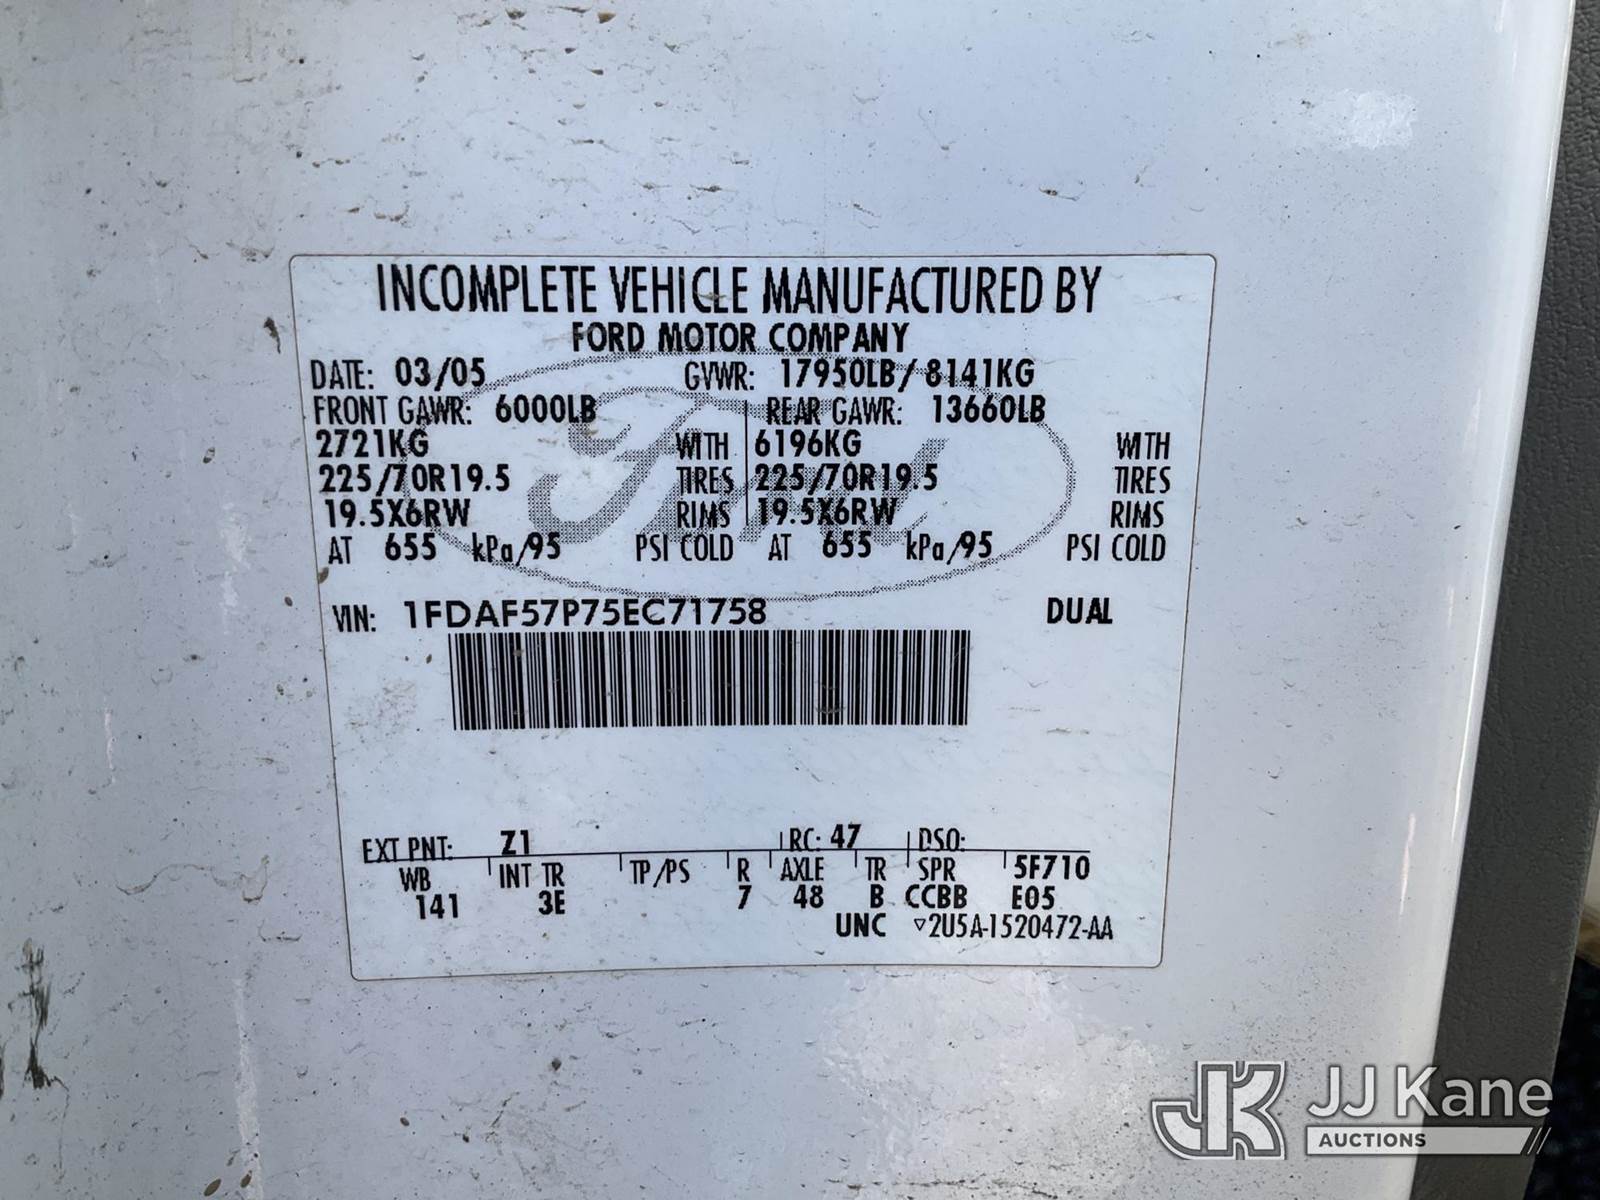 INCOMPLETE VEHICLE MANUFACTURED BY
FORD MOTOR COMPANY
DATE: 03/05 GVWR: 17950LB/ 8141KG
FRONT GAWR: 6000LB REAR GAWR: 13660LB
2721KG WITH 6196KG WITH
225/70R19.5 TIRES 225/70R19.5 TIRES
19.5X6RW RIMS 19.5X6RW RIMS
AT 655 kPa/95 PSI COLD AT 655 kPa/95 PSI COLD
VIN: 1FDAF57P75EC71758 DUAL
EXT PNT: Z1 RC: 47 DSO:
WB INT TR TP/PS R AXLE TR SPR 5F710
141 3E 7 48 B CCBB E05
UNC ▽2U5A-1520472-AA
Ford
JK JJ Kane
AUCTIONS